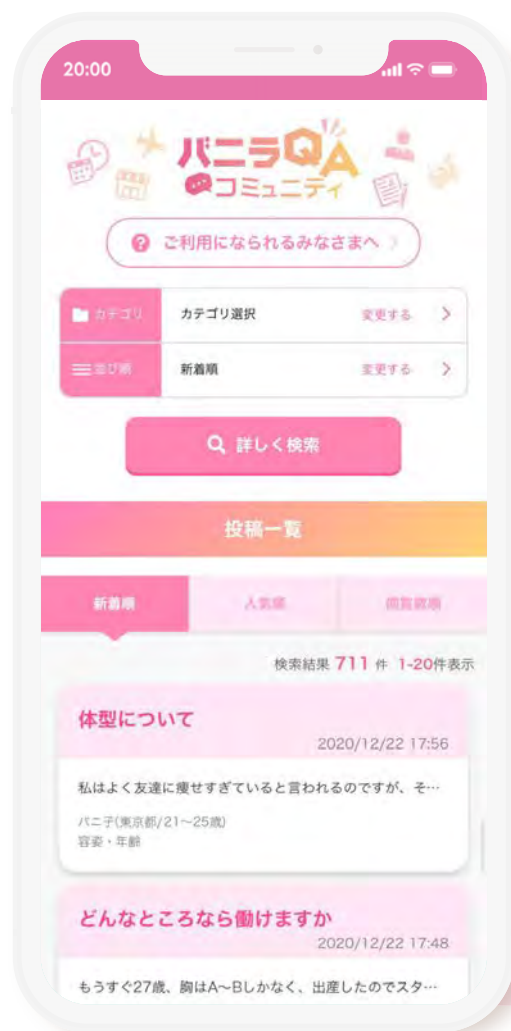 20:00
バニラQA
コミュニティ
ご利用になられるみなさまへ
カテゴリ
カテゴリ選択
変更する
並び順
新着順
変更する
詳しく検索
投稿一覧
新着順
人気順
閲覧数順
検索結果 711 件 1-20件表示
体型について
2020/12/22 17:56
私はよく友達に痩せすぎていると言われるのですが、そ…
バニ子(東京都/21〜25歳)
容姿・年齢
どんなところなら働けますか
2020/12/22 17:48
もうすぐ27歳、胸はA〜Bしかなく、出産したのでスタ…